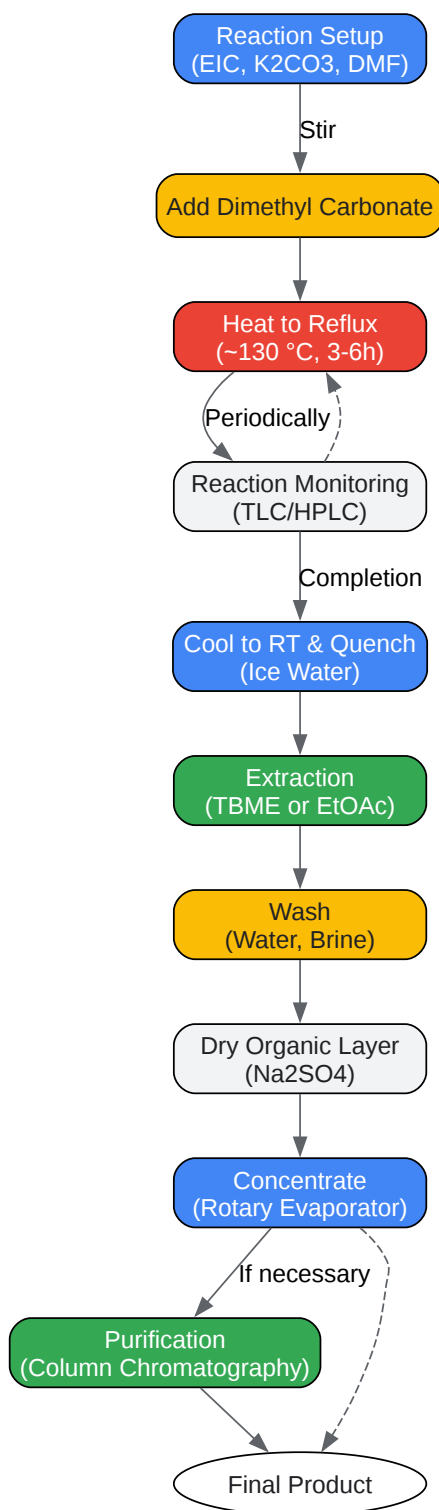 Reaction Setup
(EIC, K2CO3, DMF)
Stir
Add Dimethyl Carbonate
Heat to Reflux
(~130 °C, 3-6h)
Periodically
Reaction Monitoring
(TLC/HPLC)
Completion
Cool to RT & Quench
(Ice Water)
Extraction
(TBME or EtOAc)
Wash
(Water, Brine)
Dry Organic Layer
(Na2SO4)
Concentrate
(Rotary Evaporator)
If necessary
Purification
(Column Chromatography)
Final Product